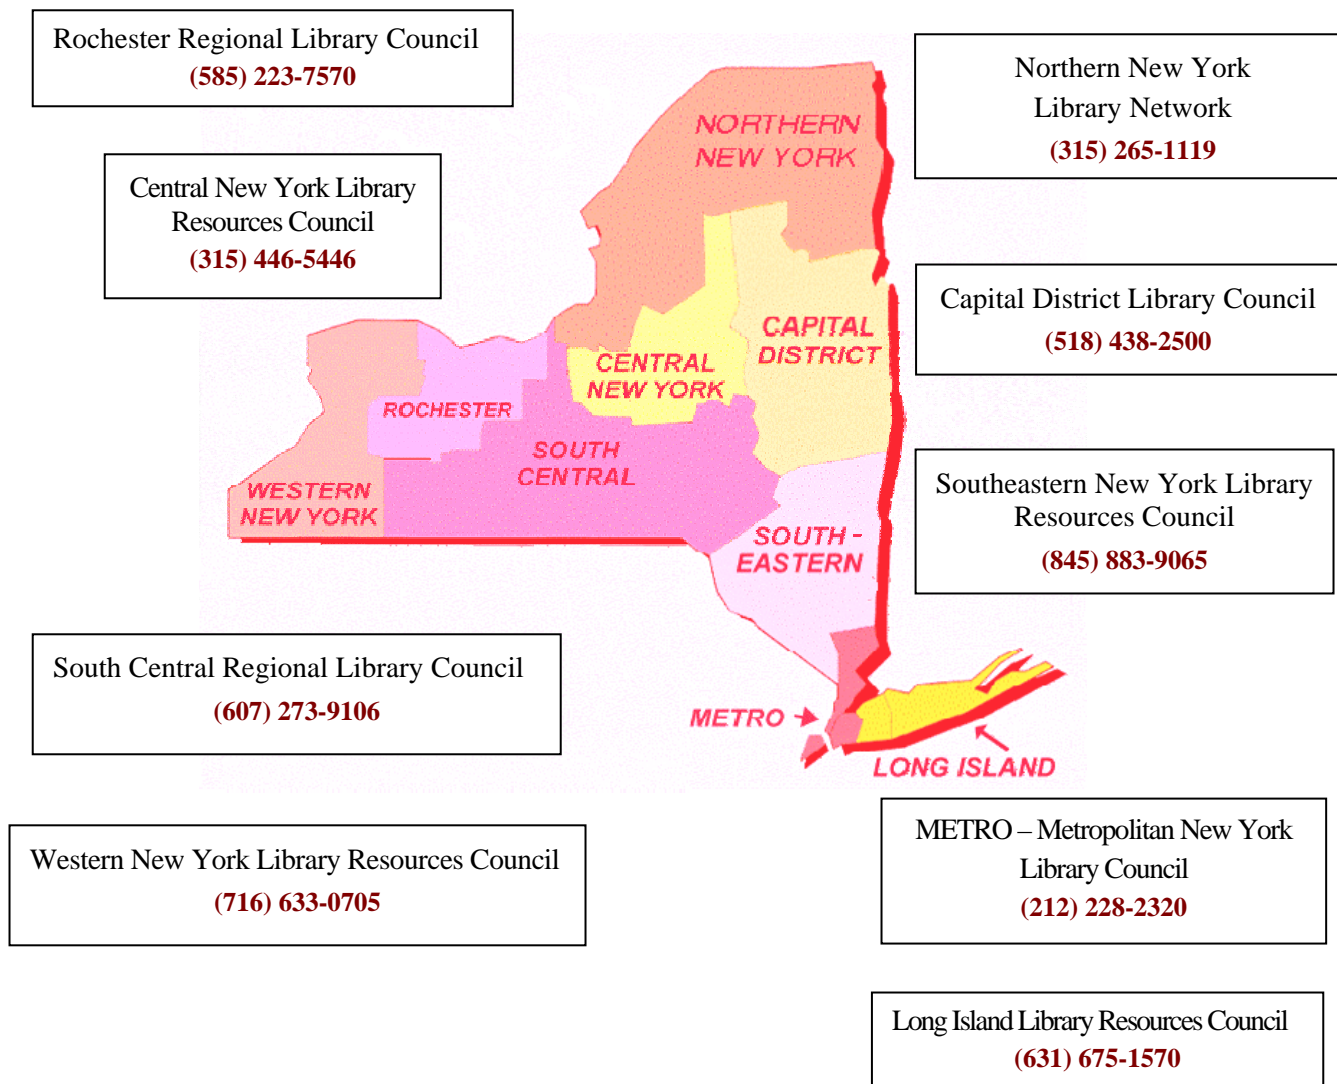 Rochester Regional Library Council
(585) 223-7570
Northern New York
Library Network
(315) 265-1119
Central New York Library
Resources Council
(315) 446-5446
Capital District Library Council
(518) 438-2500
Southeastern New York Library
Resources Council
(845) 883-9065
South Central Regional Library Council
(607) 273-9106
Western New York Library Resources Council
(716) 633-0705
METRO – Metropolitan New York
Library Council
(212) 228-2320
Long Island Library Resources Council
(631) 675-1570
NORTHERN
NEW YORK
CAPITAL
DISTRICT
CENTRAL
NEW YORK
ROCHESTER
SOUTH
CENTRAL
WESTERN
NEW YORK
SOUTH -
EASTERN
METRO
LONG ISLAND